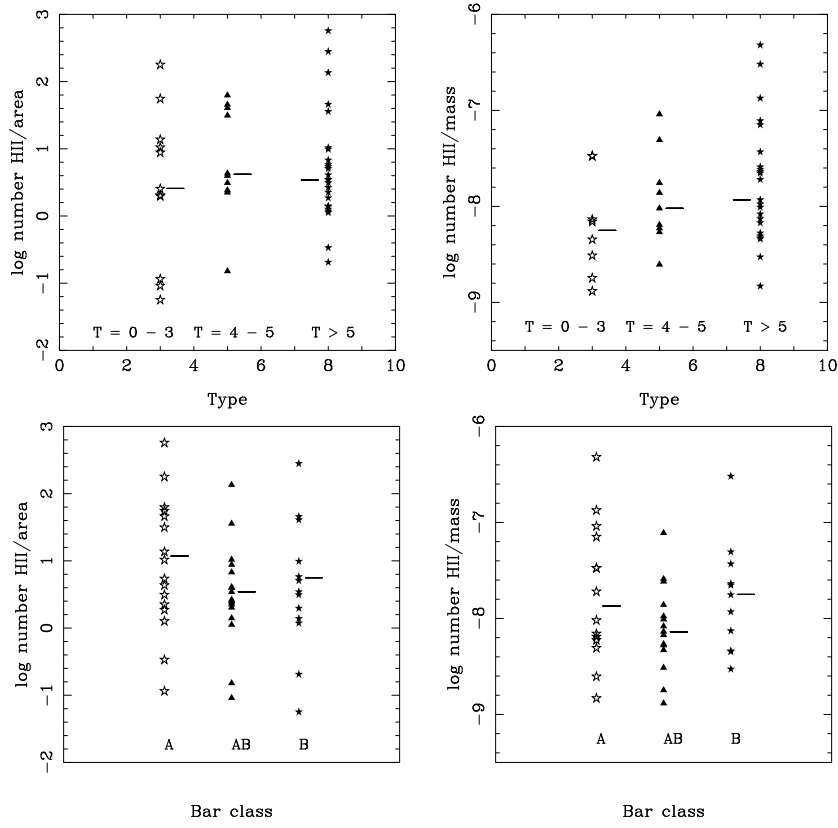 3
2
1
0
−1
−2
log number HII/area
T = 0 − 3 T = 4 − 5 T > 5
0 2 4 6 8 10
Type
−6
−7
−8
−9
log number HII/mass
T = 0 − 3 T = 4 − 5 T > 5
0 2 4 6 8 10
Type
3
2
1
0
−1
−2
log number HII/area
A AB B
Bar class
−6
−7
−8
−9
log number HII/mass
A AB B
Bar class